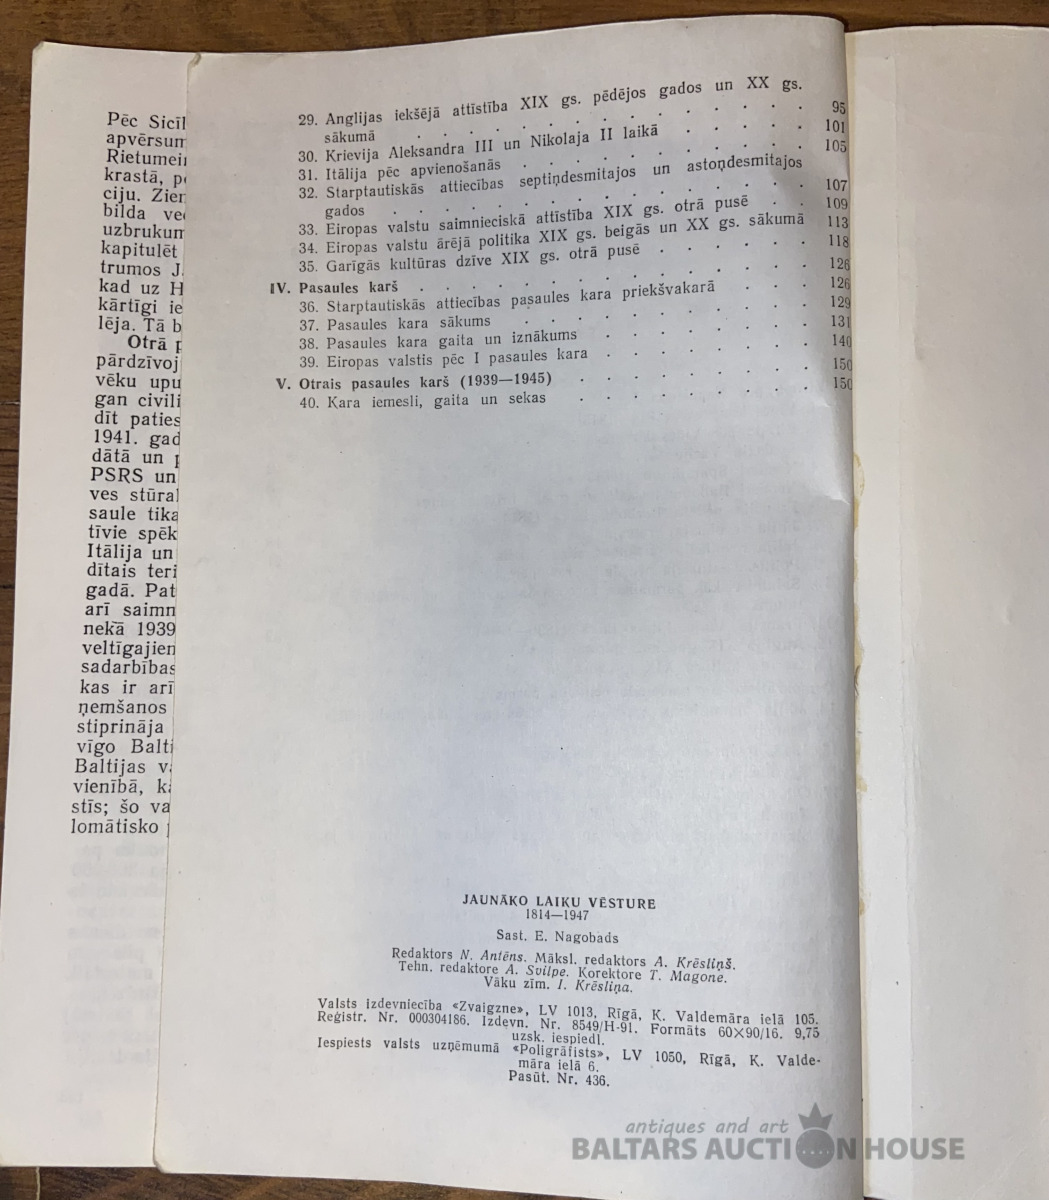 Pēc Sicīl
apvērsum
Rietumei
krastā, p
ciju. Zier
bilda ve
uzbrukum
kapitulēt
trumos J.
kad uz H
kārtīgi ie
lēja. Tā b
Otrā p
pārdzīvoj
vēku upu
gan civili
dīt paties
1941. gad
dātā un p
PSRS un
ves stūral
saule tika
tīvie spēk
Itālija un
dītais teri
gadā. Pat
arī saimn
nekā 1939
veltīgajien
sadarbības
kas ir arī
ņemšanos
stiprināja
vīgo Balti
Baltijas v
vienībā, k
stīs; šo va
lomātisko
29. Anglijas iekšējā attīstība XIX gs. pēdējos gados un XX gs.
sākumā . . . . . . . . . . . . 95
30. Krievija Aleksandra III un Nikolaja II laikā . . . . . 101
31. Itālija pēc apvienošanās . . . . . . . . . 105
32. Starptautiskās attiecības septiņdesmitajos un astoņdesmitajos
gados . . . . . . . . . . . . 107
33. Eiropas valstu saimnieciskā attīstība XIX gs. otrā pusē . . 109
34. Eiropas valstu ārējā politika XIX gs. beigās un XX gs. sākumā 113
35. Garīgās kultūras dzīve XIX gs. otrā pusē . . . . . 118
IV. Pasaules karš . . . . . . . . . . . . 126
36. Starptautiskās attiecības pasaules kara priekšvakarā . . . 126
37. Pasaules kara sākums . . . . . . . . . 129
38. Pasaules kara gaita un iznākums . . . . . . . 131
39. Eiropas valstis pēc I pasaules kara . . . . . . 140
V. Otrais pasaules karš (1939—1945) . . . . . . . 150
40. Kara iemesli, gaita un sekas . . . . . . . 150
JAUNĀKO LAIKU VĒSTURE
1814—1947
Sast. E. Nagobads
Redaktors N. Antēns. Māksl. redaktors A. Krēsliņš.
Tehn. redaktore A. Svilpe. Korektore T. Magone.
Vāku zīm. I. Krēsliņa.
Valsts izdevniecība «Zvaigzne», LV 1013, Rīgā, K. Valdemāra ielā 105.
Reģistr. Nr. 000304186. Izdevn. Nr. 8549/H-91. Formāts 60×90/16. 9,75
uzsk. iespiedl.
Iespiests valsts uzņēmumā «Poligrāfists», LV 1050, Rīgā, K. Valde-
māra ielā 6.
Pasūt. Nr. 436.
antiques and art
BALTARS AUCTION HOUSE